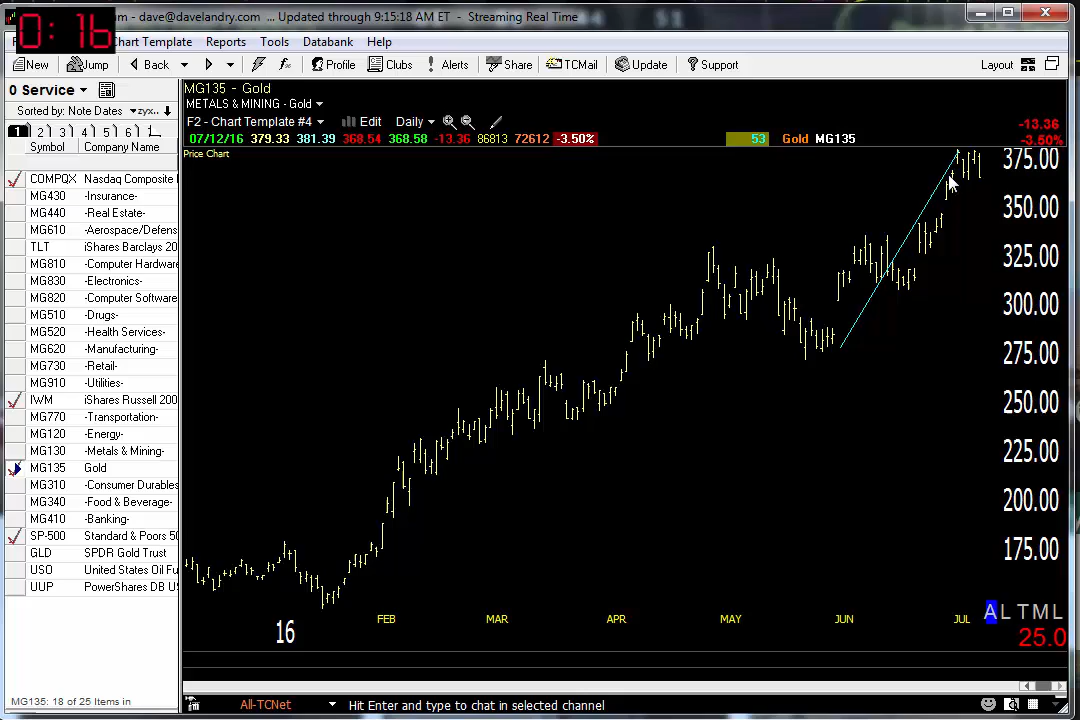 0: 16
m - dave@davelandry.com ... Updated through 9:15:18 AM ET - Streaming Real Time
Chart Template Reports Tools Databank Help
New Jump Back Profile Clubs Alerts Share TCMail Update Support Layout
0 Service
Sorted by: Note Dates zyx..
1 2 3 4 5 6
Symbol Company Name
COMPQX Nasdaq Composite
MG430 -Insurance-
MG440 -Real Estate-
MG610 -Aerospace/Defens
TLT iShares Barclays 20
MG810 -Computer Hardware
MG830 -Electronics-
MG820 -Computer Software
MG510 -Drugs-
MG520 -Health Services-
MG620 -Manufacturing-
MG730 -Retail-
MG910 -Utilities-
IWM iShares Russell 200
MG770 -Transportation-
MG120 -Energy-
MG130 -Metals & Mining-
MG135 Gold
MG310 -Consumer Durables
MG340 -Food & Beverage-
MG410 -Banking-
SP-500 Standard & Poors 50
GLD SPDR Gold Trust
USO United States Oil Fu
UUP PowerShares DB US
MG135: 18 of 25 Items in
MG135 - Gold
METALS & MINING - Gold
F2 - Chart Template #4 Edit Daily
07/12/16 379.33 381.39 368.54 368.58 -13.36 86813 72612 -3.50% 53 Gold MG135
-13.36
-3.50%
Price Chart
375.00
350.00
325.00
300.00
275.00
250.00
225.00
200.00
175.00
16 FEB MAR APR MAY JUN JUL
A L T M L
25.0
All-TCNet Hit Enter and type to chat in selected channel